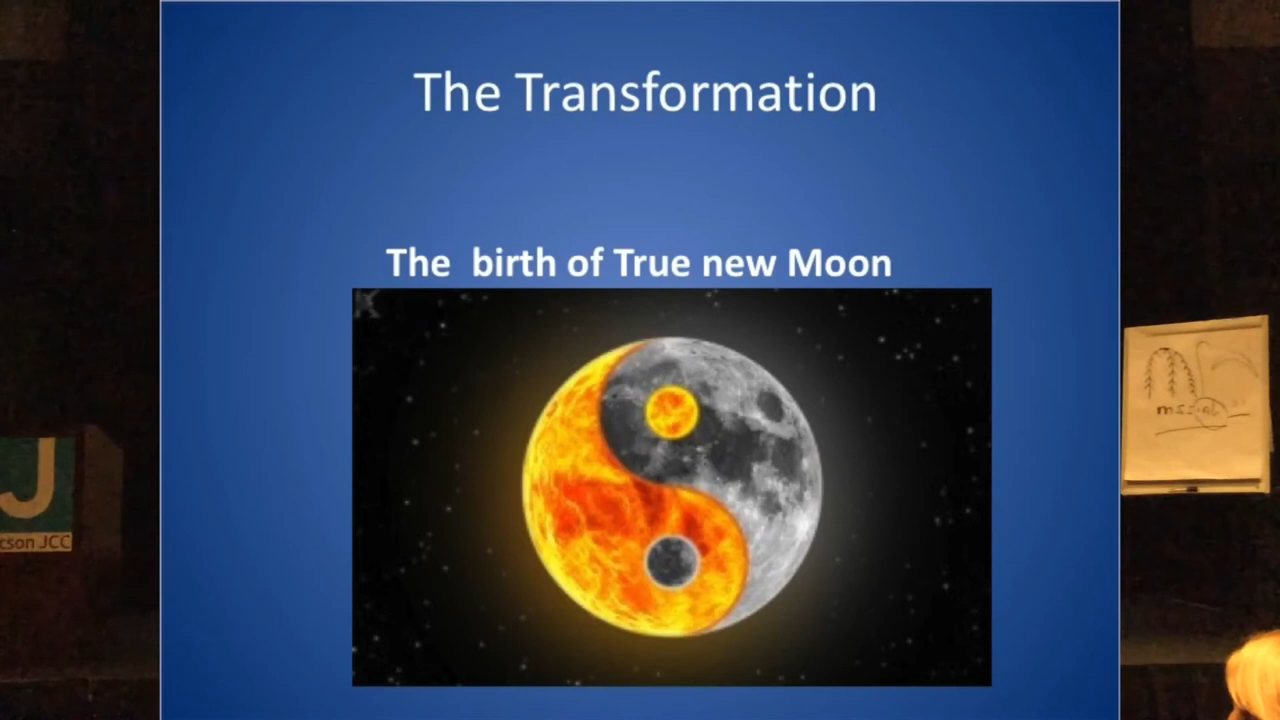 The Transformation
The  birth of True new Moon
J
cson JCC